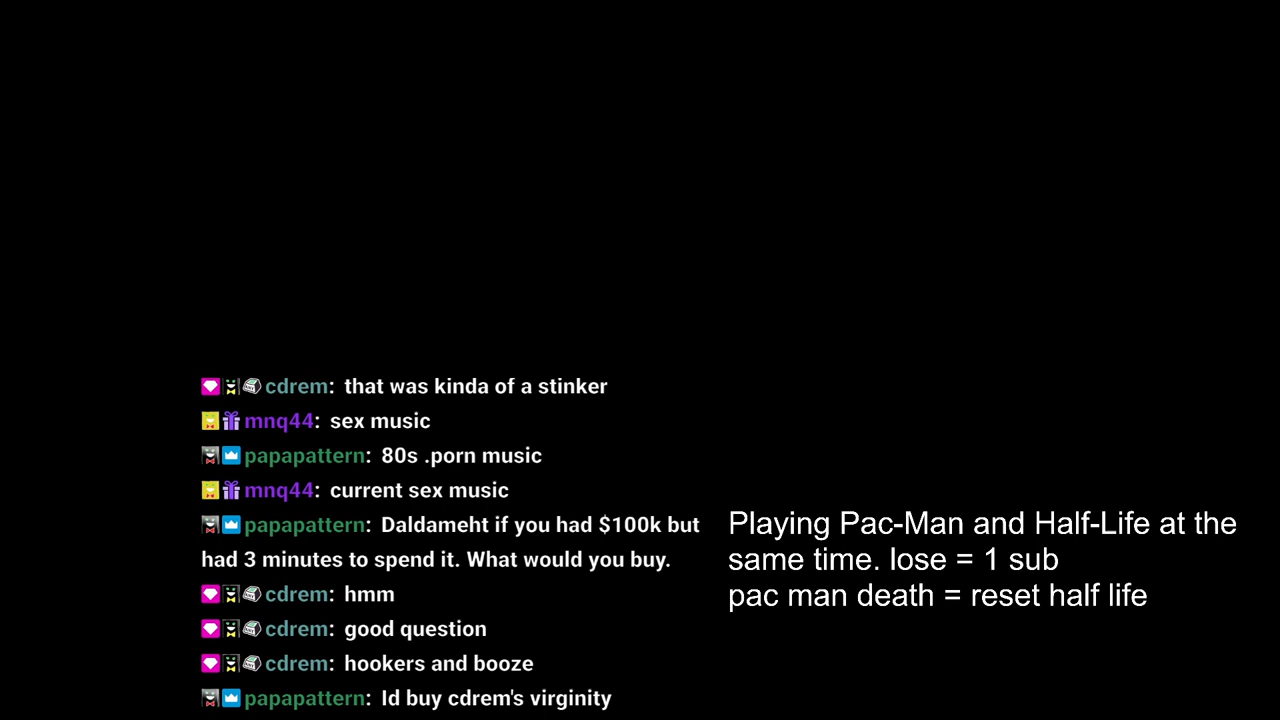 cdrem: that was kinda of a stinker
mnq44: sex music
papapattern: 80s .porn music
mnq44: current sex music
papapattern: Daldameht if you had $100k but
had 3 minutes to spend it. What would you buy.
cdrem: hmm
cdrem: good question
cdrem: hookers and booze
papapattern: Id buy cdrem's virginity
Playing Pac-Man and Half-Life at the
same time. lose = 1 sub
pac man death = reset half life